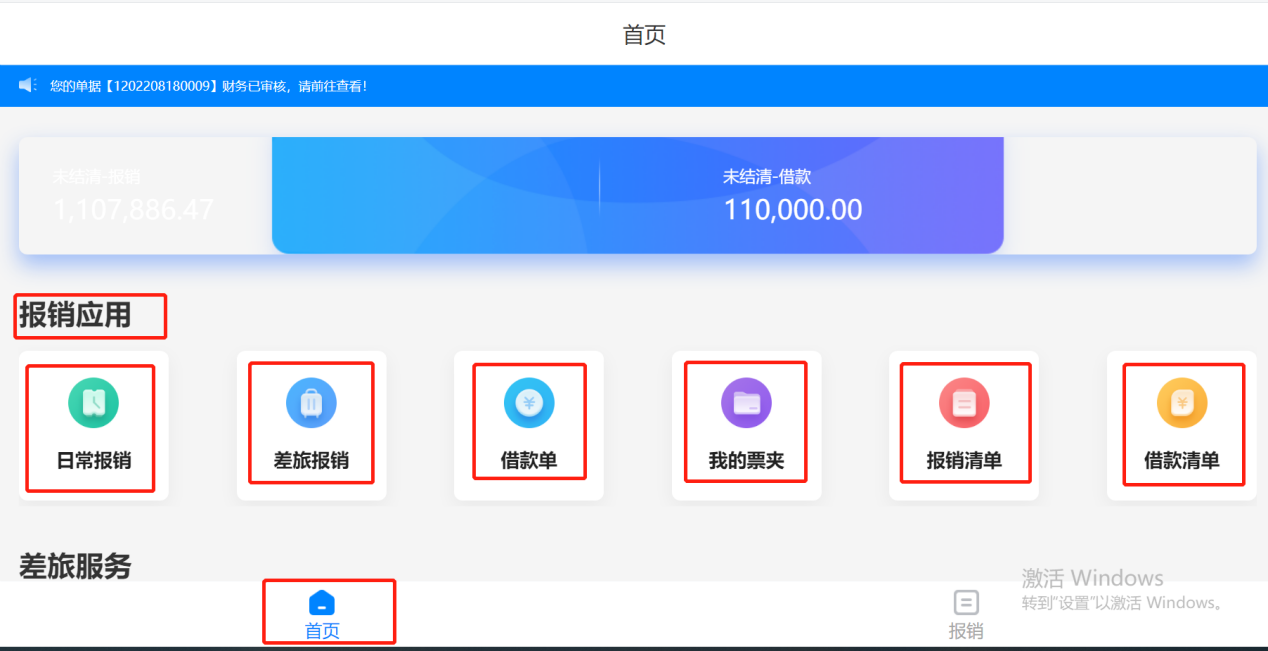 首页
您的单据【1202208180009】财务已审核，请前往查看！
未结清-报销
未结清-借款
1,107,886.47
110,000.00
报销应用
日常报销
差旅报销
借款单
我的票夹
报销清单
借款清单
差旅服务
激活 Windows
转到"设置"以激活 Windows。
首页
报销